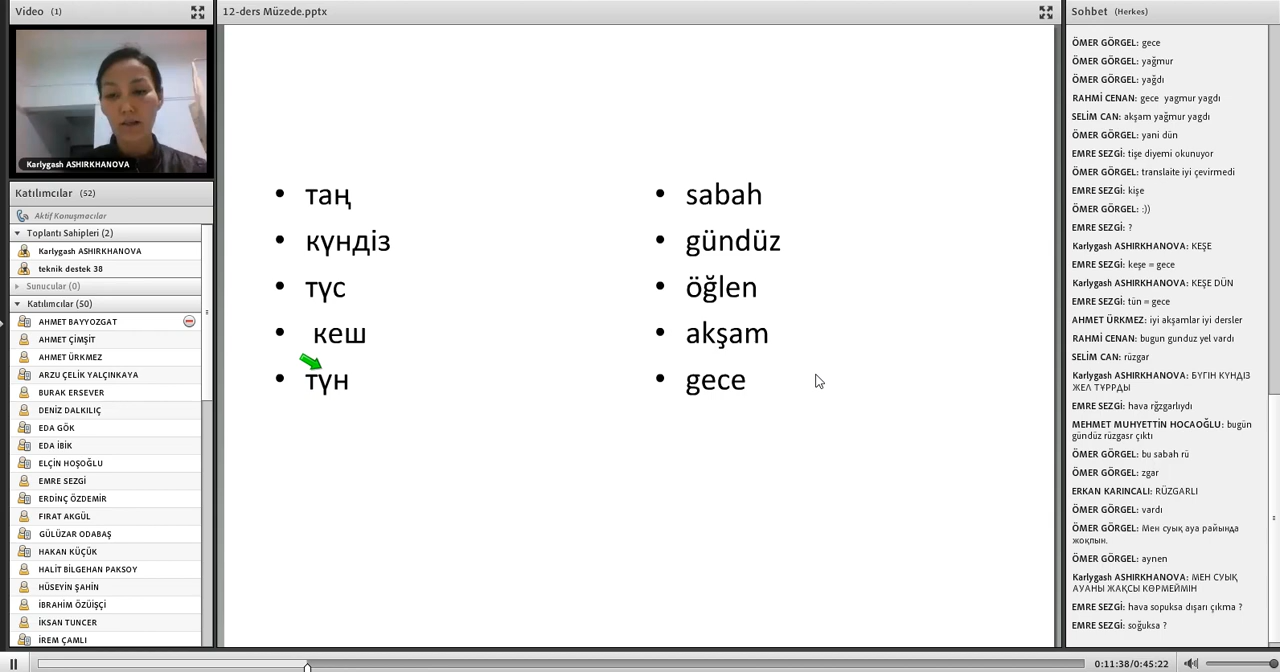 Video (1)
Karlygash ASHIRKHANOVA
Katılımcılar (52)
Aktif Konuşmacılar
Toplantı Sahipleri (2)
Karlygash ASHIRKHANOVA
teknik destek 38
Sunucular (0)
Katılımcılar (50)
AHMET BAYYOZGAT
AHMET ÇİMŞİT
AHMET ÜRKMEZ
ARZU ÇELİK YALÇINKAYA
BURAK ERSEVER
DENİZ DALKILIÇ
EDA GÖK
EDA İBİK
ELÇİN HOŞOĞLU
EMRE SEZGİ
ERDİNÇ ÖZDEMİR
FIRAT AKGÜL
GÜLÜZAR ODABAŞ
HAKAN KÜÇÜK
HALİT BİLGEHAN PAKSOY
HÜSEYİN ŞAHİN
İBRAHİM ÖZÜİŞÇİ
İKSAN TUNCER
İREM ÇAMLI
12-ders Müzede.pptx
• таң
• күндіз
• түс
• кеш
• түн
• sabah
• gündüz
• öğlen
• akşam
• gece
Sohbet (Herkes)
ÖMER GÖRGEL: gece
ÖMER GÖRGEL: yağmur
ÖMER GÖRGEL: yağdı
RAHMİ CENAN: gece yagmur yagdı
SELİM CAN: akşam yağmur yagdı
ÖMER GÖRGEL: yani dün
EMRE SEZGİ: tişe diyemi okunuyor
ÖMER GÖRGEL: translaite iyi çevirmedi
EMRE SEZGİ: kişe
ÖMER GÖRGEL: :))
EMRE SEZGİ: ?
Karlygash ASHIRKHANOVA: KEŞE
EMRE SEZGİ: keşe = gece
Karlygash ASHIRKHANOVA: KEŞE DÜN
EMRE SEZGİ: tün = gece
AHMET ÜRKMEZ: iyi akşamlar iyi dersler
RAHMİ CENAN: bugun gunduz yel vardı
SELİM CAN: rüzgar
Karlygash ASHIRKHANOVA: БҮГІН КҮНДІЗ
ЖЕЛ ТҰРРДЫ
EMRE SEZGİ: hava rğzgarlıydı
MEHMET MUHYETTİN HOCAOĞLU: bugün
gündüz rüzgasr çıktı
ÖMER GÖRGEL: bu sabah rü
ÖMER GÖRGEL: zgar
ERKAN KARINCALI: RÜZGARLI
ÖMER GÖRGEL: vardı
ÖMER GÖRGEL: Мен суық ауа райында
жоқпын.
ÖMER GÖRGEL: aynen
Karlygash ASHIRKHANOVA: МЕН СУЫҚ
АУАНЫ ЖАҚСЫ КӨРМЕЙМІН
EMRE SEZGİ: hava sopuksa dışarı çıkma ?
EMRE SEZGİ: soğuksa ?
0:11:38/0:45:22